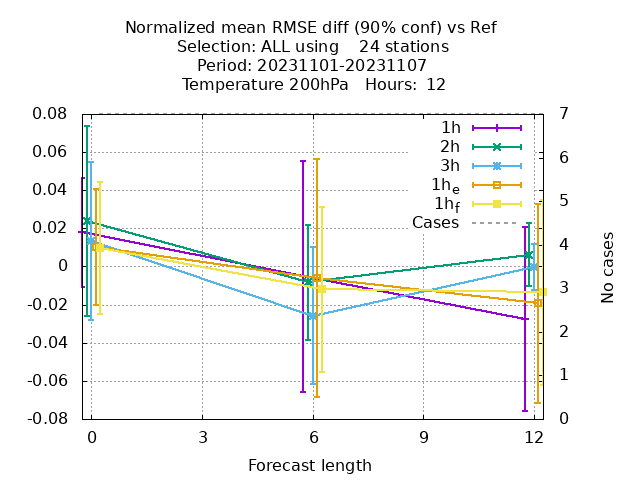 Normalized mean RMSE diff (90% conf) vs Ref
Selection: ALL using    24 stations
Period: 20231101-20231107
Temperature 200hPa   Hours:  12
0.08
0.06
0.04
0.02
0
-0.02
-0.04
-0.06
-0.08
7
6
5
4
3
2
1
0
No cases
1h
2h
3h
1he
1hf
Cases
0
3
6
9
12
Forecast length